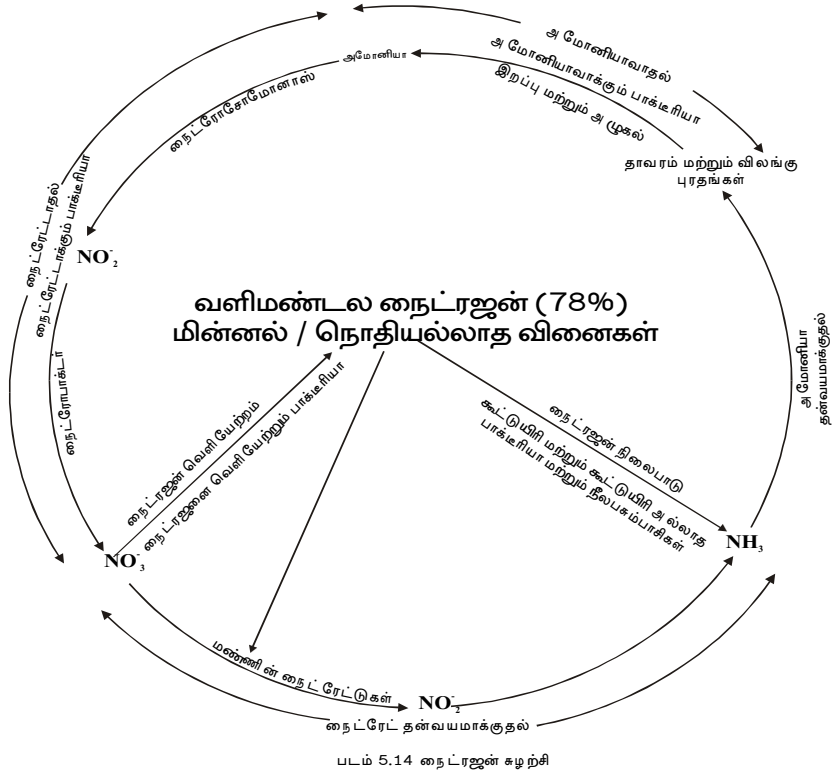 அமோனியாவாதல்
அமோனியாவாக்கும் பாக்டீரியா
அமோனியா
இறப்பு மற்றும் அழுகல்
நைட்ரோசோமோனாஸ்
தாவரம் மற்றும் விலங்கு
புரதங்கள்
நைட்ரேட்டாதல்
நைட்ரேட்டாக்கும் பாக்டீரியா
NO₂⁻
வளிமண்டல நைட்ரஜன் (78%)
மின்னல் / நொதியல்லாத வினைகள்
அமோனியா
தன்வயமாக்குதல்
நைட்ரோபாக்டர்
நைட்ரஜன் வெளியேற்றம்
நைட்ரஜனை வெளியேற்றும் பாக்டீரியா
நைட்ரஜன் நிலைபாடு
கூட்டுயிரி மற்றும் கூட்டுயிரி அல்லாத
பாக்டீரியா மற்றும் நீலபசும்பாசிகள்
NO₃⁻
NH₃
மண்ணின் நைட்ரேட்டுகள்
NO₂⁻
நைட்ரேட் தன்வயமாக்குதல்
படம் 5.14 நைட்ரஜன் சுழற்சி